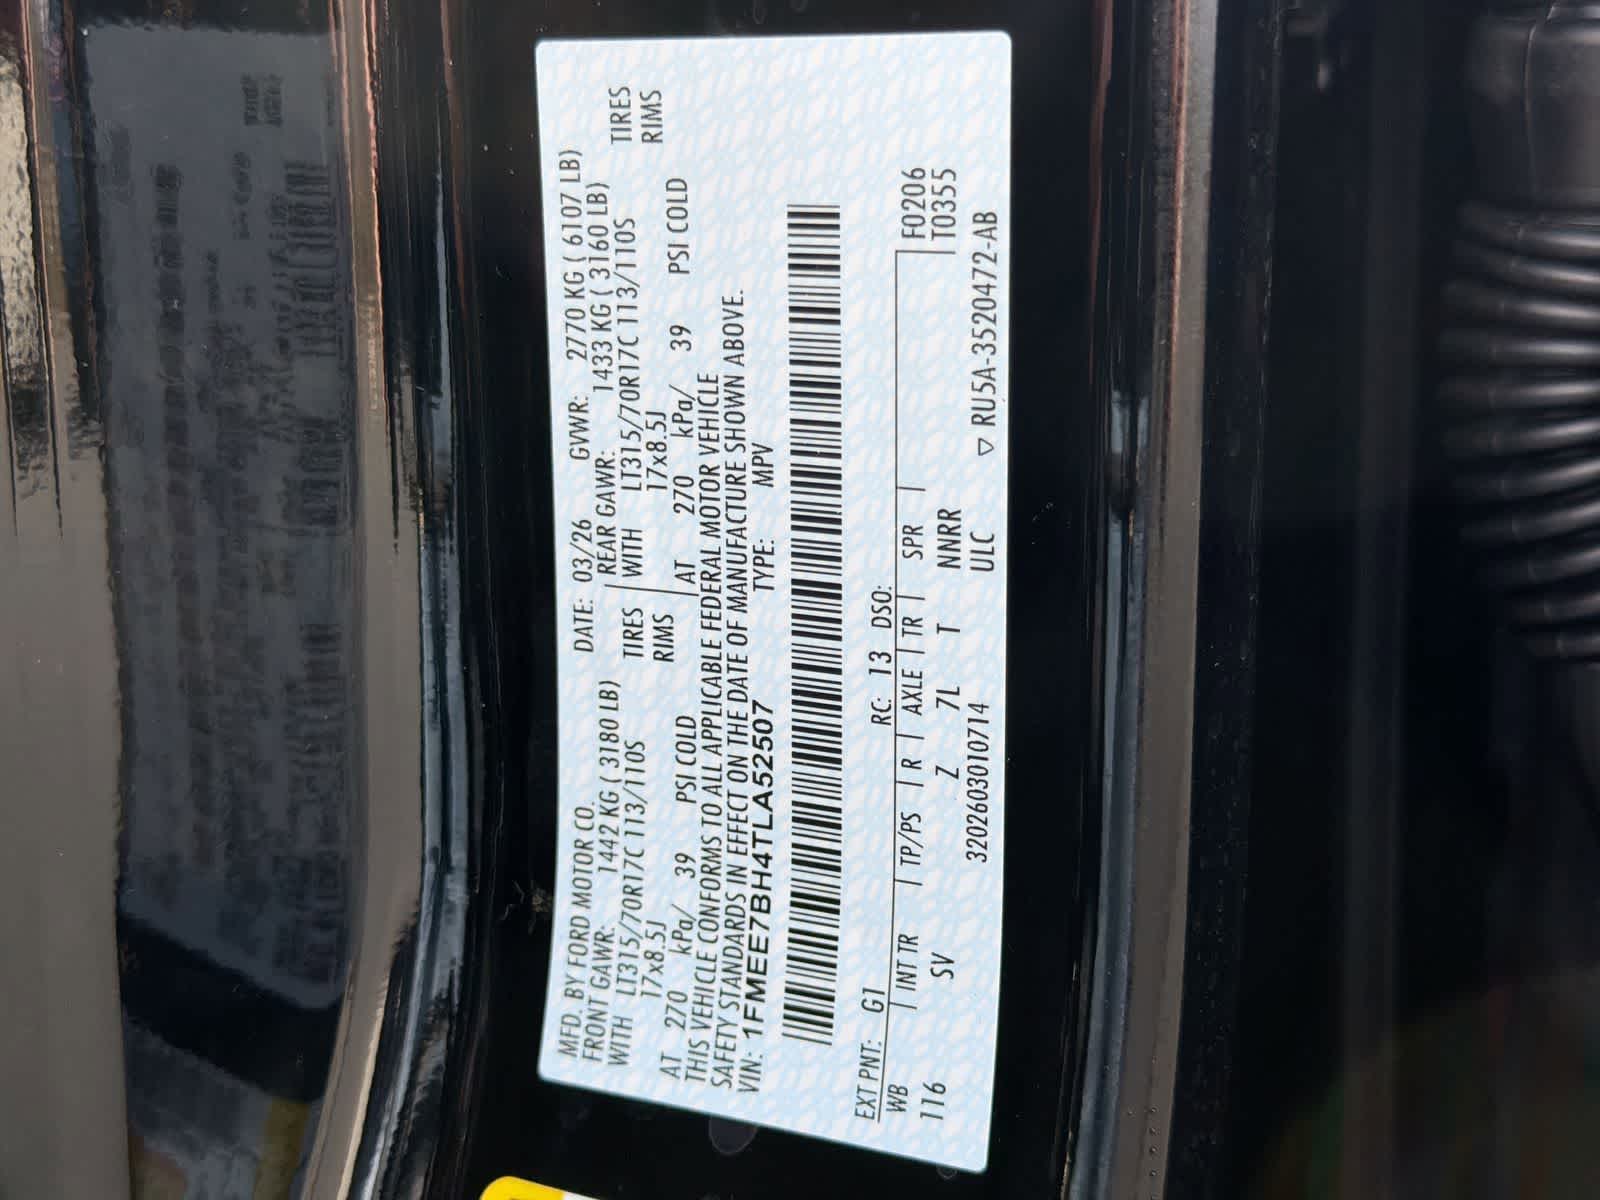 MFD. BY FORD MOTOR CO. DATE: 03/26 GVWR: 2770 KG ( 6107 LB)
FRONT GAWR: 1442 KG ( 3180 LB) REAR GAWR: 1433 KG ( 3160 LB)
WITH LT315/70R17C 113/110S TIRES WITH LT315/70R17C 113/110S TIRES
17x8.5J RIMS 17x8.5J RIMS
AT 270 kPa/ 39 PSI COLD AT 270 kPa/ 39 PSI COLD
THIS VEHICLE CONFORMS TO ALL APPLICABLE FEDERAL MOTOR VEHICLE
SAFETY STANDARDS IN EFFECT ON THE DATE OF MANUFACTURE SHOWN ABOVE.
VIN: 1FMEE7BH4TLA52507 TYPE: MPV
EXT PNT: G1 RC: 13 DSO:
WB INT TR TP/PS R AXLE TR SPR F0206
116 SV Z 7L T NNRR T0355
3202603010714 ULC ▽ RU5A-3520472-AB